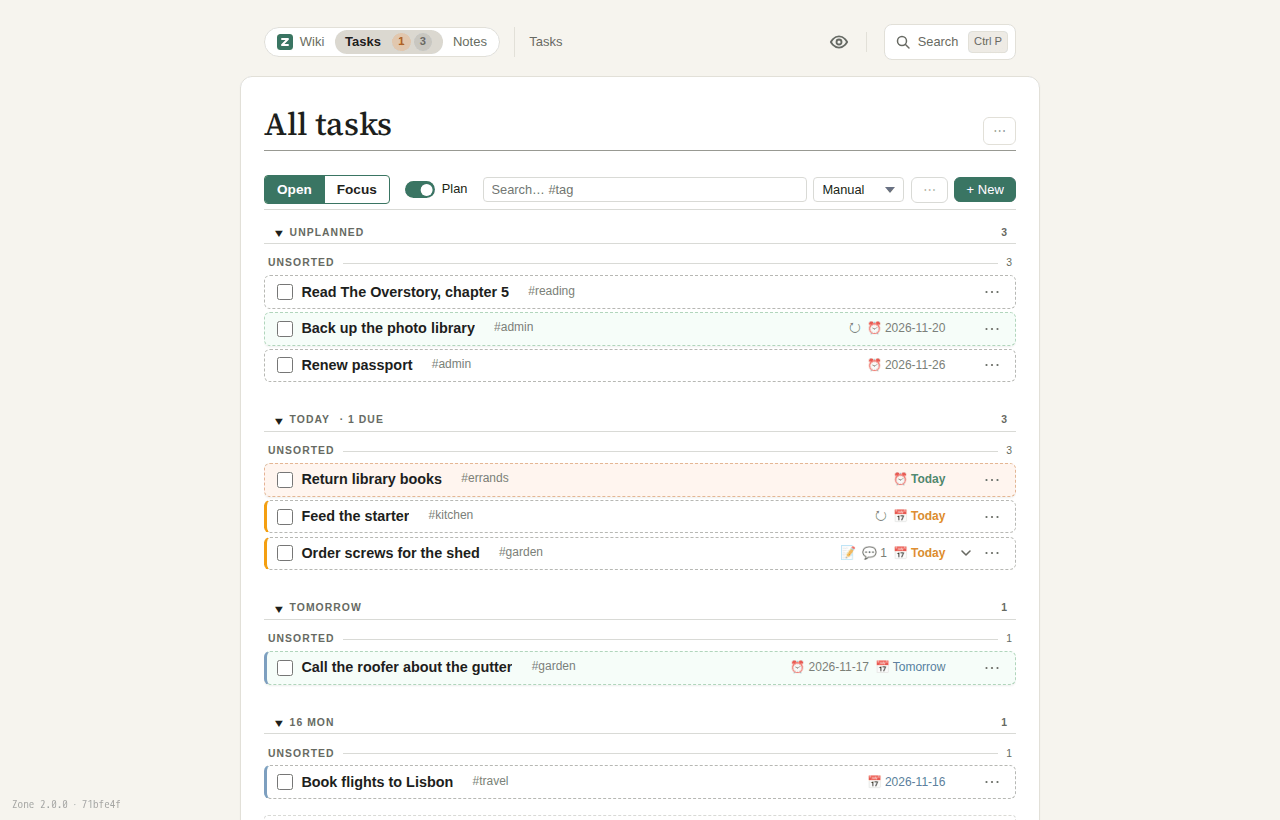 Wiki Tasks 1 3 Notes Tasks Search Ctrl P
All tasks
Open Focus Plan Search… #tag Manual + New
UNPLANNED 3
UNSORTED 3
Read The Overstory, chapter 5 #reading
Back up the photo library #admin 2026-11-20
Renew passport #admin 2026-11-26
TODAY · 1 DUE 3
UNSORTED 3
Return library books #errands Today
Feed the starter #kitchen Today
Order screws for the shed #garden 1 Today
TOMORROW 1
UNSORTED 1
Call the roofer about the gutter #garden 2026-11-17 Tomorrow
16 MON 1
UNSORTED 1
Book flights to Lisbon #travel 2026-11-16
Zone 2.0.0 · 71bfe4f